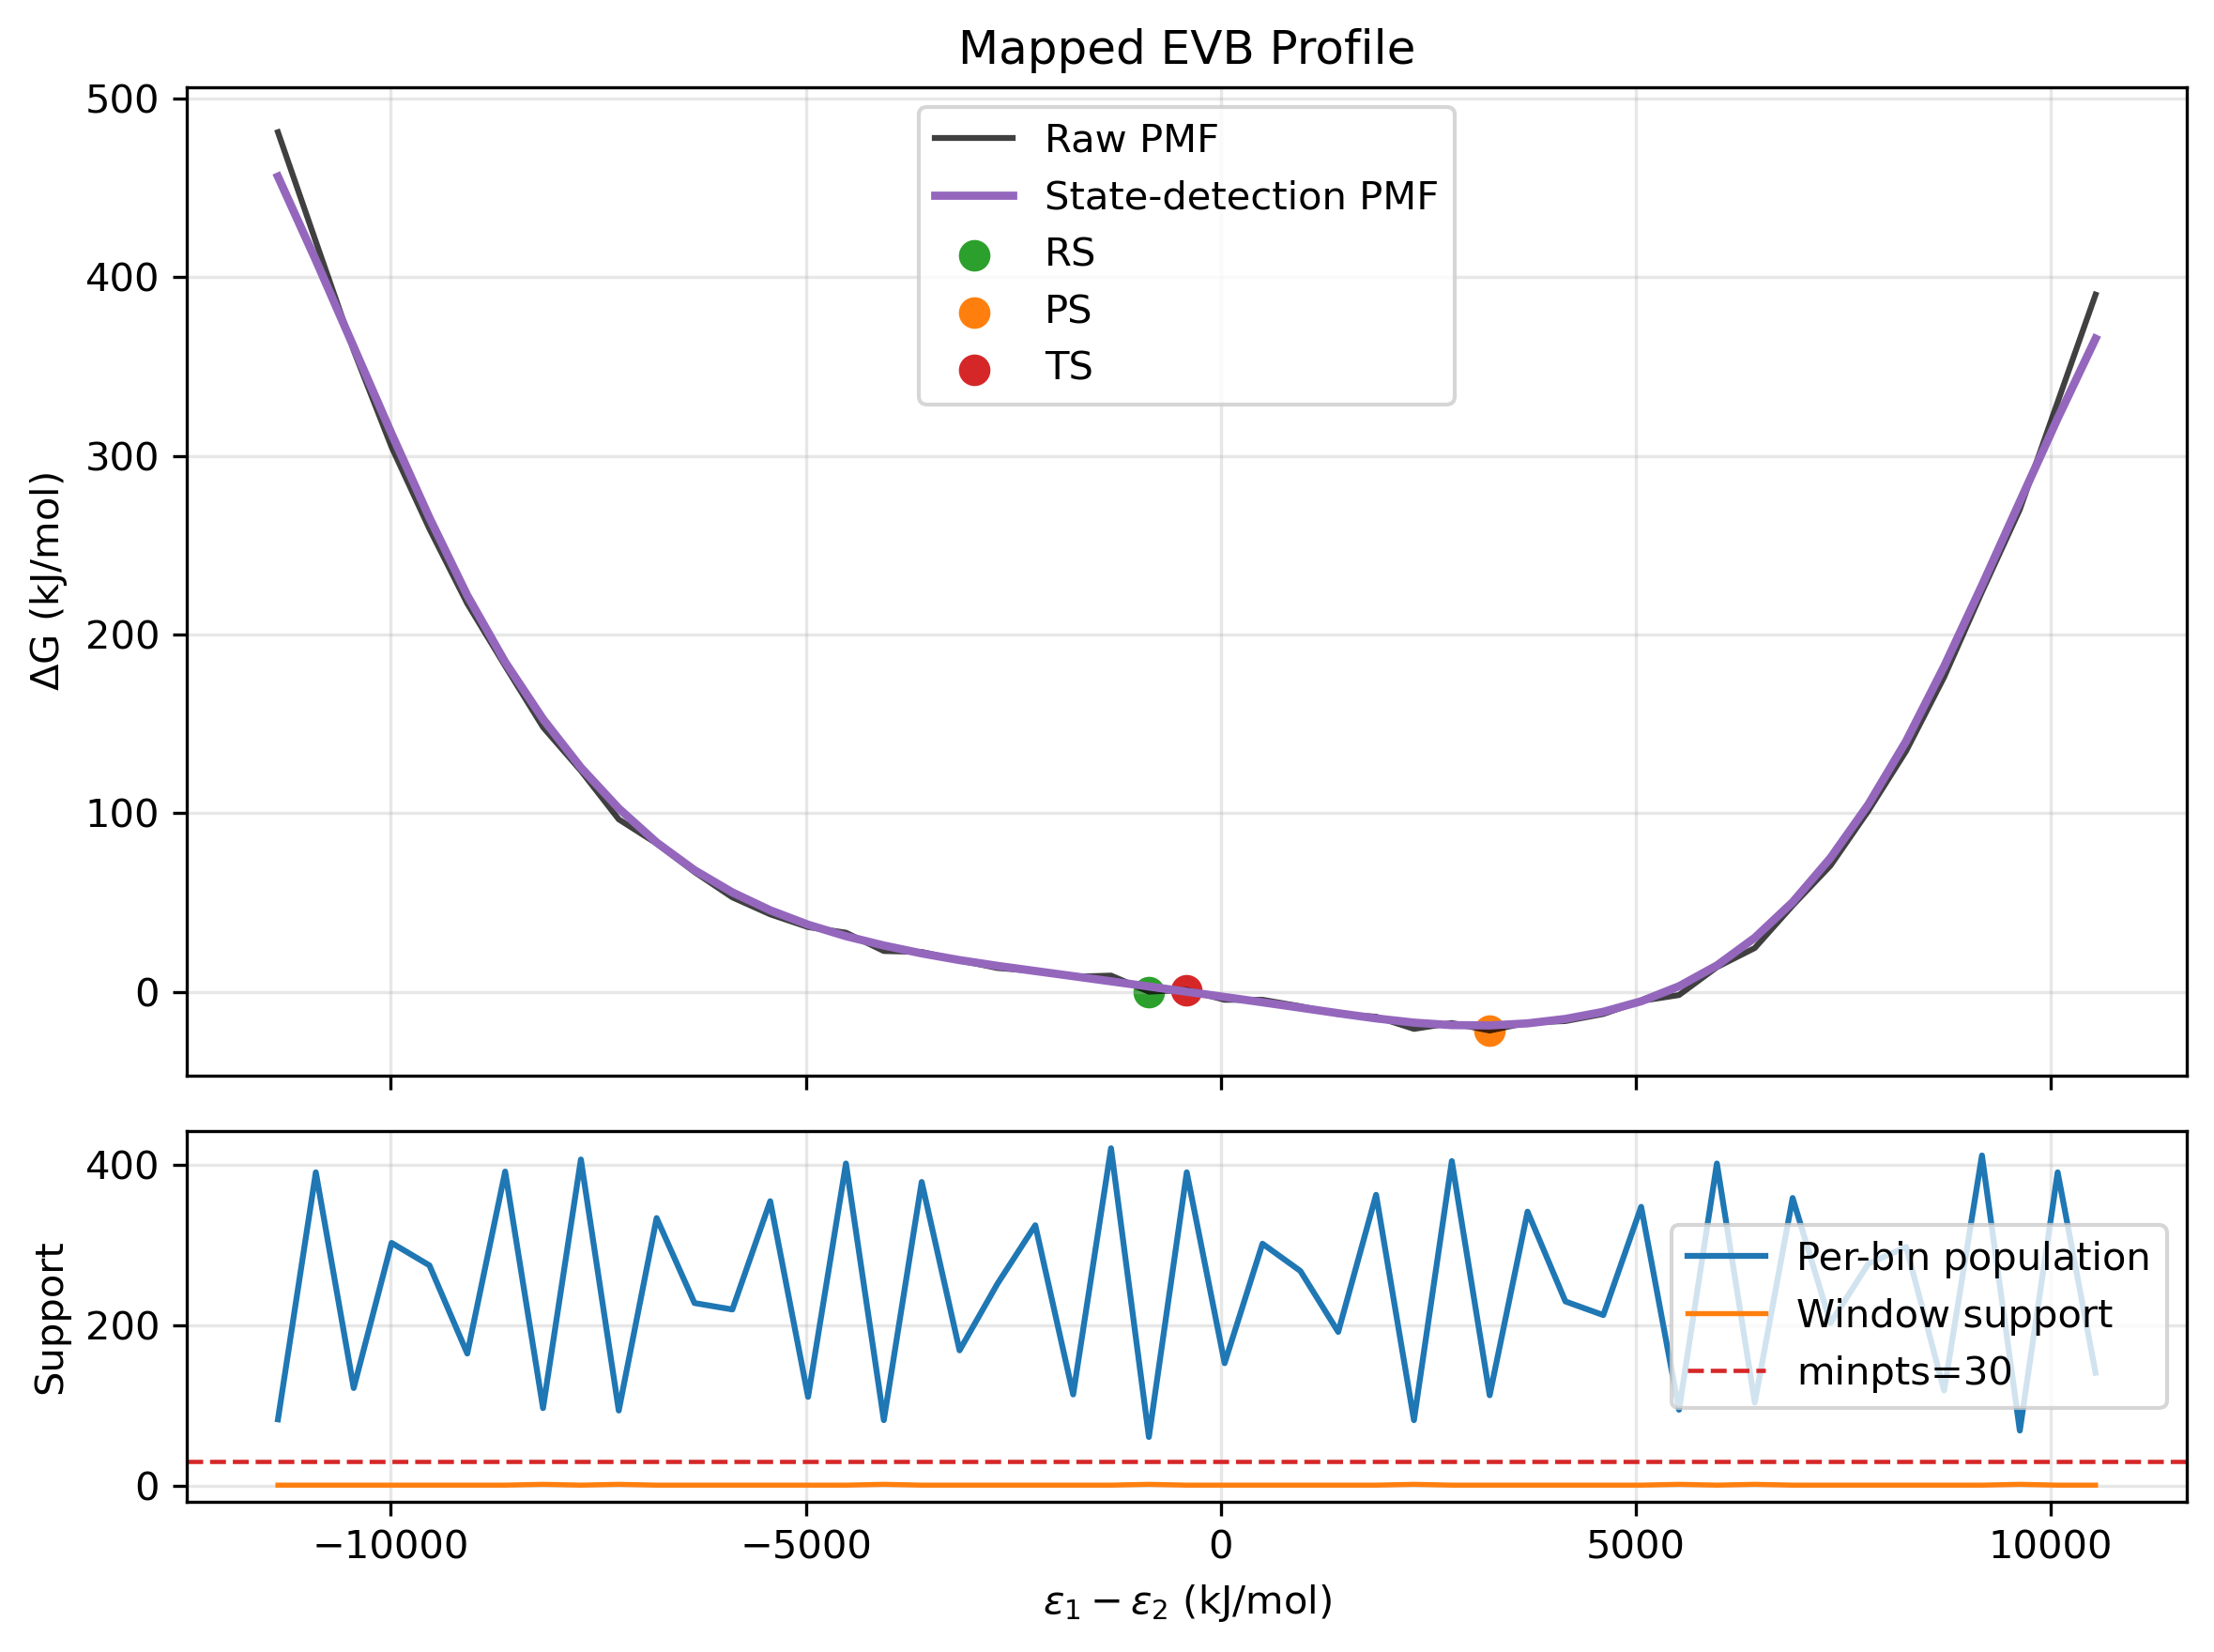 Mapped EVB Profile
500
400
300
200
100
0
ΔG (kJ/mol)
Raw PMF
State-detection PMF
RS
PS
TS
400
200
0
Support
Per-bin population
Window support
minpts=30
−10000 −5000 0 5000 10000
ε₁ − ε₂ (kJ/mol)